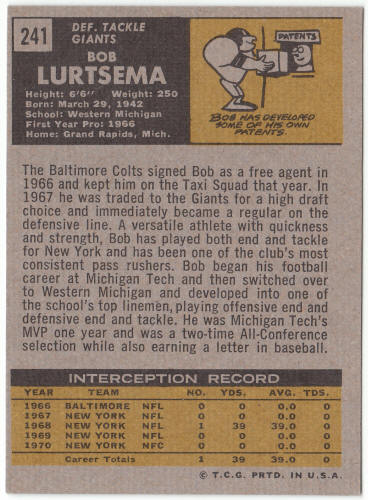 241
DEF. TACKLE
GIANTS
BOB
LURTSEMA
Height: 6'6" Weight: 250
Born: March 29, 1942
School: Western Michigan
First Year Pro: 1966
Home: Grand Rapids, Mich.
PATENTS
BOB HAS DEVELOPED
SOME OF HIS OWN
PATENTS.
The Baltimore Colts signed Bob as a free agent in
1966 and kept him on the Taxi Squad that year. In
1967 he was traded to the Giants for a high draft
choice and immediately became a regular on the
defensive line. A versatile athlete with quickness
and strength, Bob has played both end and tackle
for New York and has been one of the club's most
consistent pass rushers. Bob began his football
career at Michigan Tech and then switched over
to Western Michigan and developed into one of
the school's top linemen, playing offensive end and
defensive end and tackle. He was Michigan Tech's
MVP one year and was a two-time All-Conference
selection while also earning a letter in baseball.
INTERCEPTION RECORD
YEAR TEAM NO. YDS. AVG. TDS.
1966 BALTIMORE NFL 0 0 0.0 0
1967 NEW YORK NFL 0 0 0.0 0
1968 NEW YORK NFL 1 39 39.0 0
1969 NEW YORK NFL 0 0 0.0 0
1970 NEW YORK NFC 0 0 0.0 0
Career Totals 1 39 39.0 0
© T.C.G. PRTD. IN U.S.A.